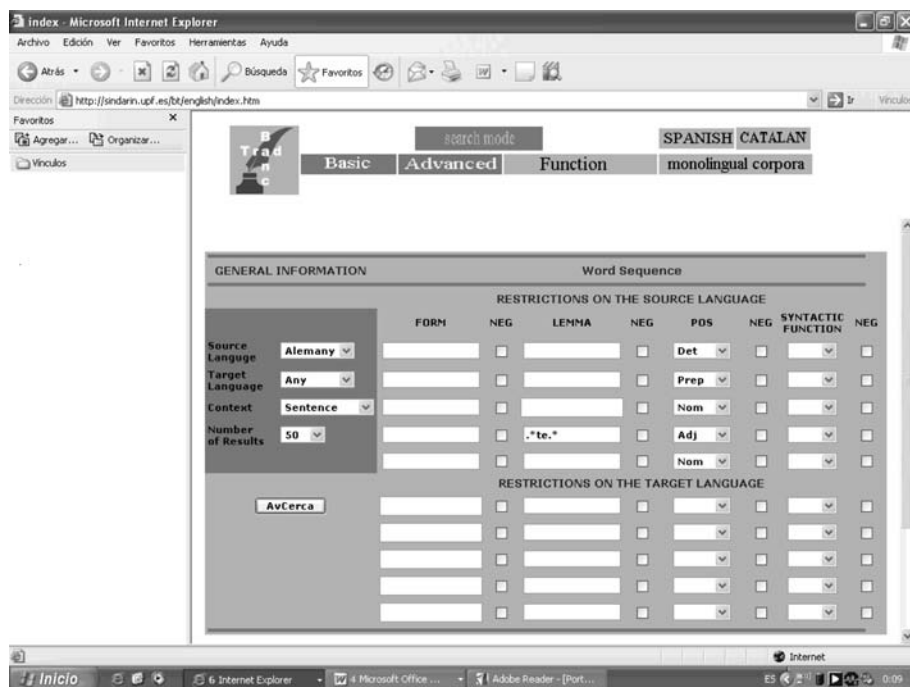 index - Microsoft Internet Explorer
Archivo Edición Ver Favoritos Herramientas Ayuda
Atrás Búsqueda Favoritos
Dirección http://sindarin.upf.es/bt/english/index.htm Ir Vínculos
Favoritos
Agregar... Organizar...
Vínculos
B
Trad
n
c
search mode
SPANISH CATALAN
Basic Advanced Function monolingual corpora
GENERAL INFORMATION Word Sequence
RESTRICTIONS ON THE SOURCE LANGUAGE
FORM NEG LEMMA NEG POS NEG SYNTACTIC FUNCTION NEG
Source Languge Alemany Det
Target Language Any Prep
Context Sentence Nom
Number of Results 50 .*te.* Adj
Nom
RESTRICTIONS ON THE TARGET LANGUAGE
AvCerca
Internet
Inicio 6 Internet Explorer 4 Microsoft Office ... Adobe Reader - [Port... ES 0:09